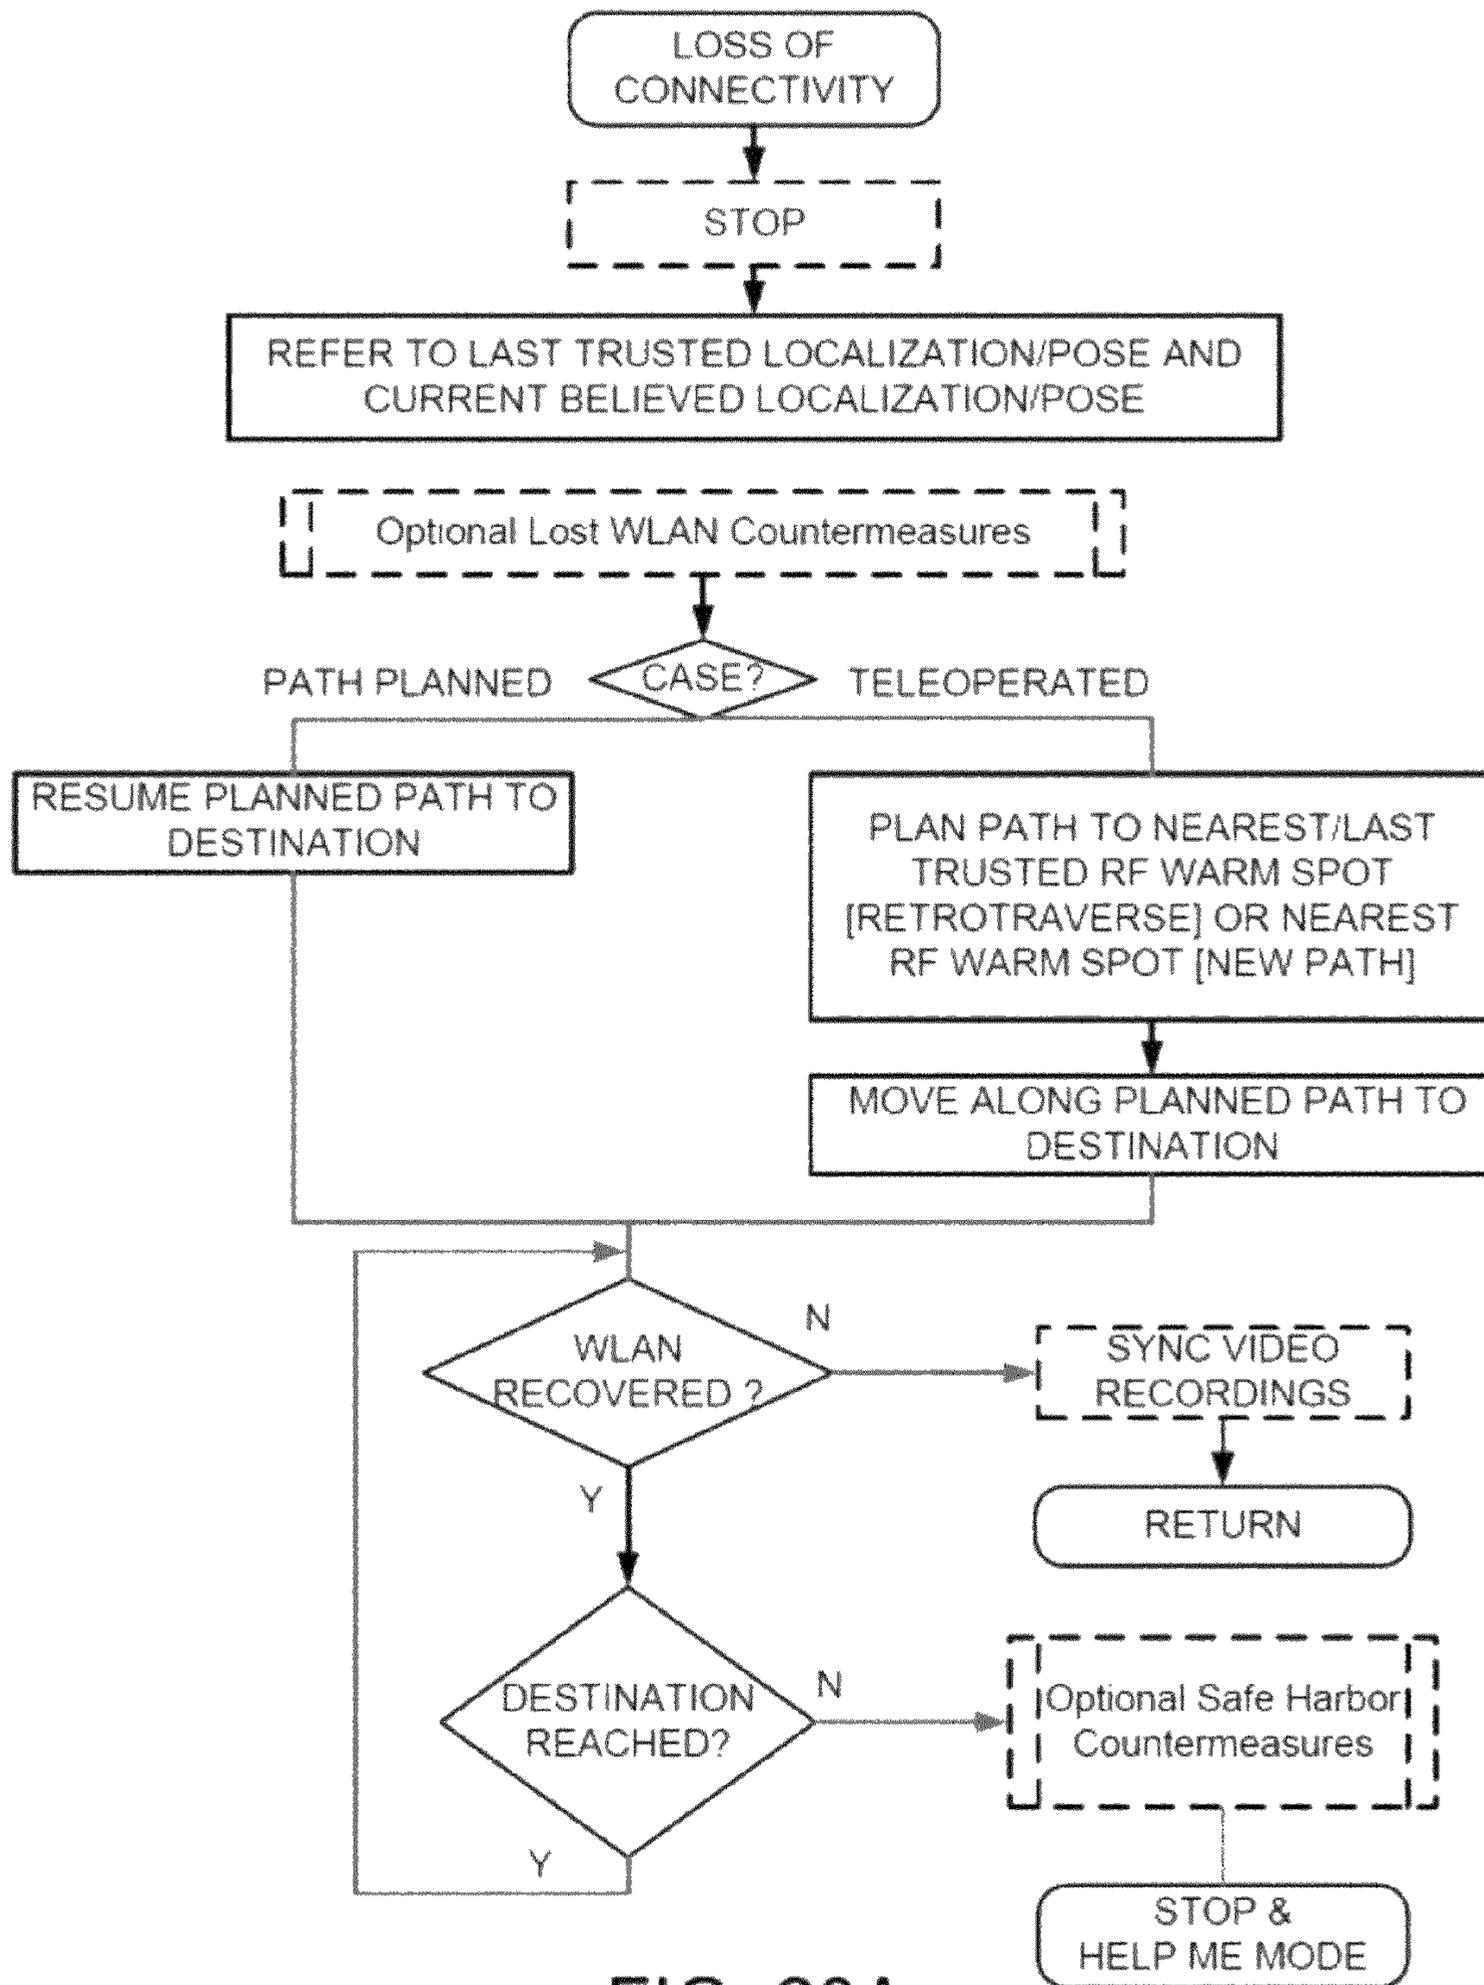 LOSS OF
CONNECTIVITY
STOP
REFER TO LAST TRUSTED LOCALIZATION/POSE AND
CURRENT BELIEVED LOCALIZATION/POSE
Optional Lost WLAN Countermeasures
PATH PLANNED
CASE?
TELEOPERATED
RESUME PLANNED PATH TO
DESTINATION
PLAN PATH TO NEAREST/LAST
TRUSTED RF WARM SPOT
[RETROTRAVERSE] OR NEAREST
RF WARM SPOT [NEW PATH]
MOVE ALONG PLANNED PATH TO
DESTINATION
WLAN
RECOVERED ?
N
SYNC VIDEO
RECORDINGS
Y
RETURN
DESTINATION
REACHED?
N
Optional Safe Harbor
Countermeasures
Y
STOP &
HELP ME MODE